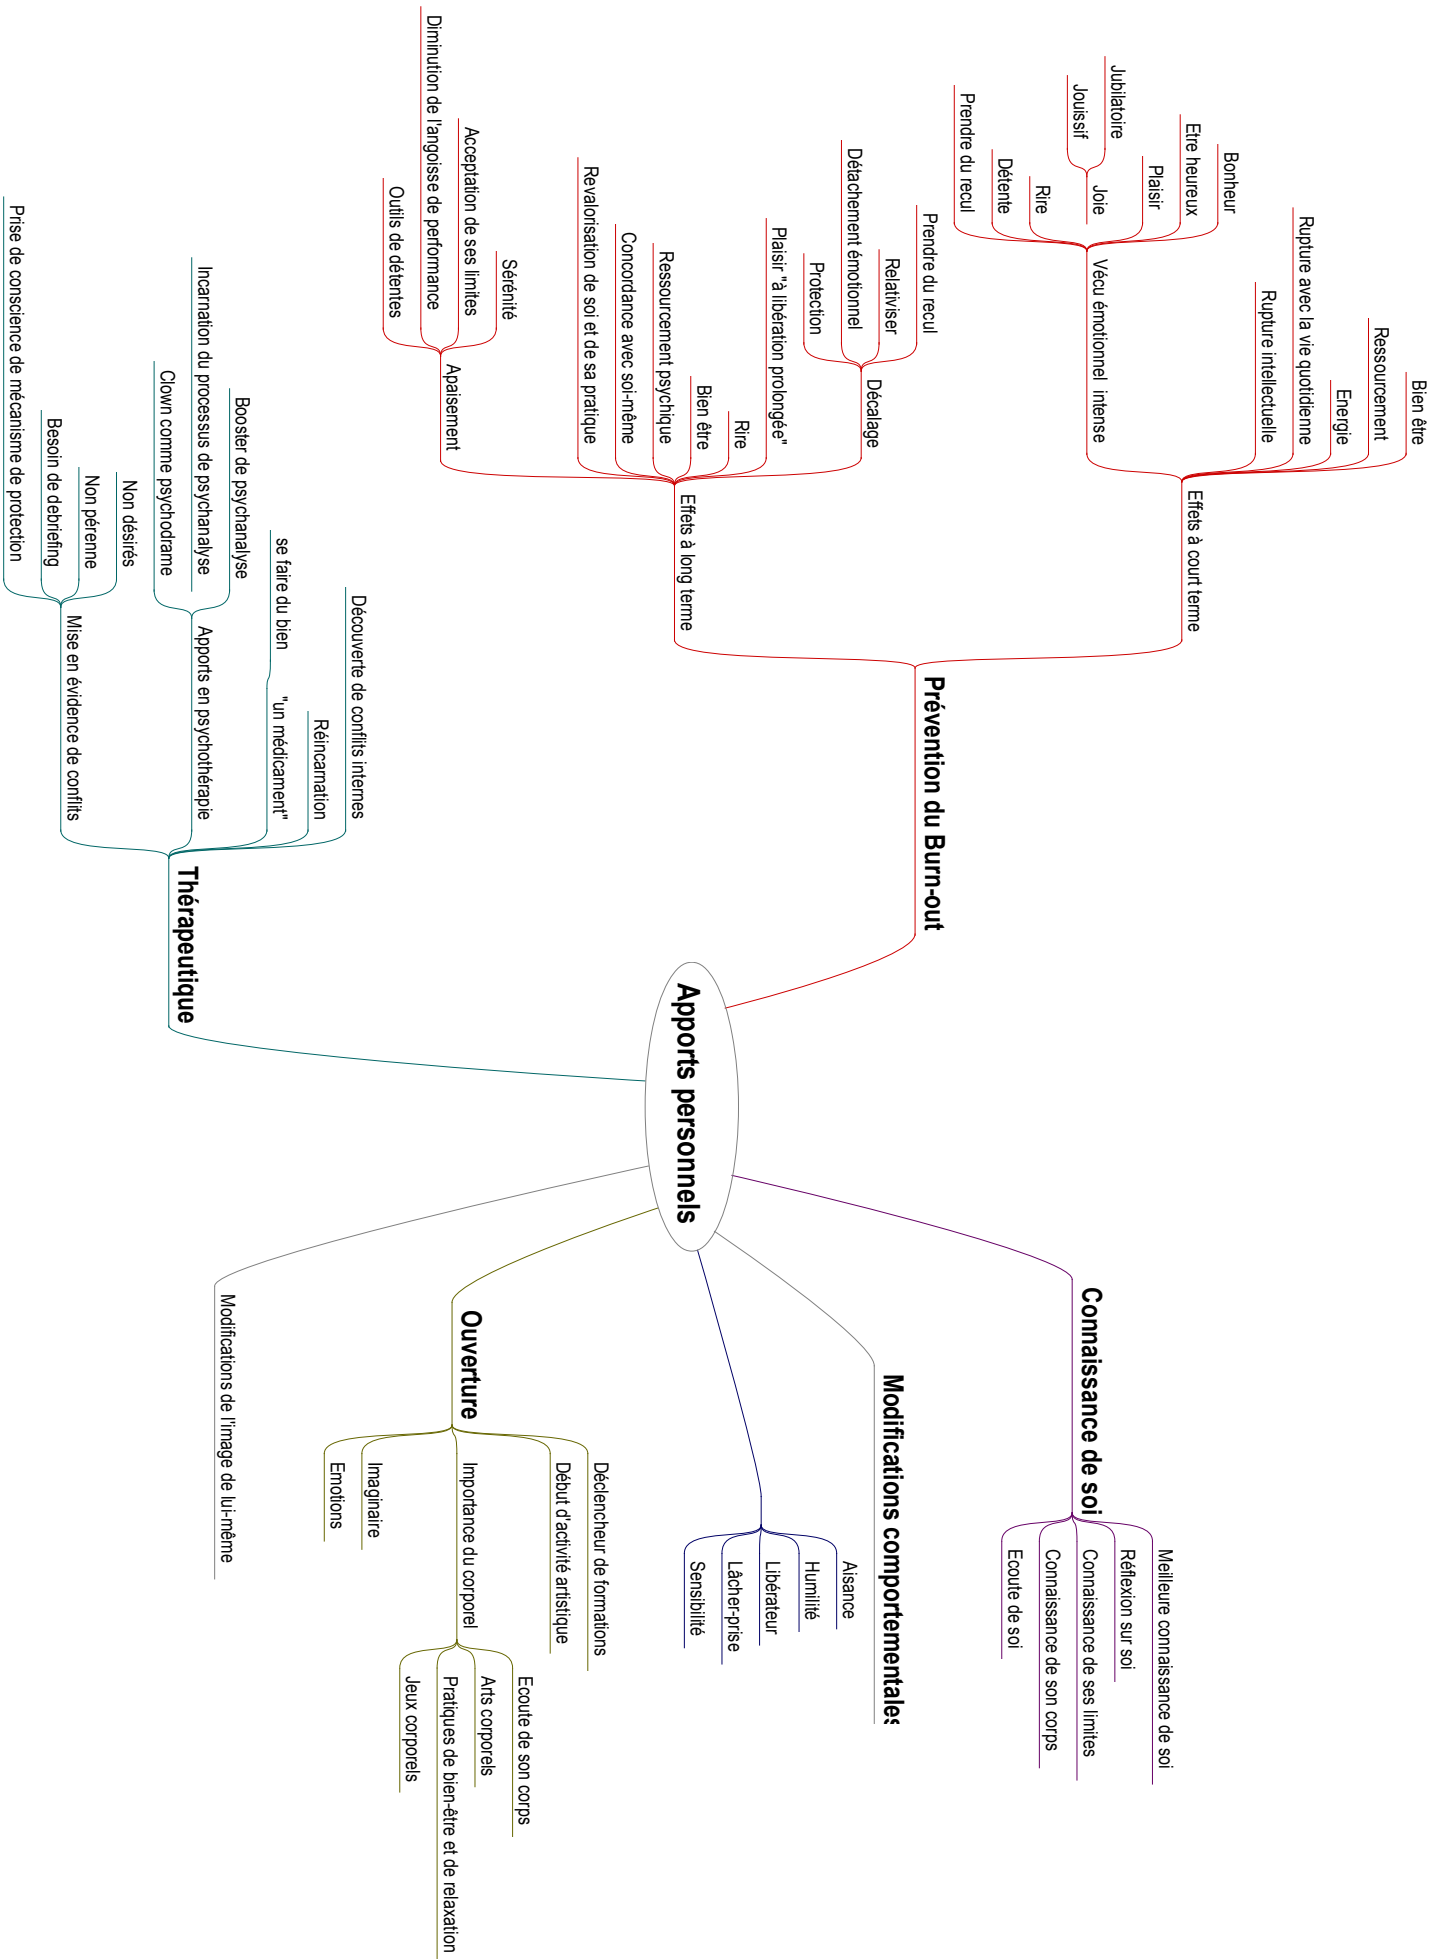 Apports personnels
Prévention du Burn-out
Effets à court terme
Bien être
Ressourcement
Energie
Rupture avec la vie quotidienne
Rupture intellectuelle
Vécu émotionnel intense
Bonheur
Etre heureux
Plaisir
Joie
Jubilatoire
Jouissif
Rire
Détente
Prendre du recul
Effets à long terme
Décalage
Prendre du recul
Relativiser
Détachement émotionnel
Protection
Plaisir "à libération prolongée"
Rire
Bien être
Ressourcement psychique
Concordance avec soi-même
Revalorisation de soi et de sa pratique
Apaisement
Sérénité
Acceptation de ses limites
Diminution de l'angoisse de performance
Outils de détentes
Thérapeutique
Découverte de conflits internes
Réincarnation
"un médicament"
se faire du bien
Apports en psychothérapie
Booster de psychanalyse
Incarnation du processus de psychanalyse
Clown comme psychodrame
Mise en évidence de conflits
Non désirés
Non pérenne
Besoin de debriefing
Prise de conscience de mécanisme de protection
Connaissance de soi
Meilleure connaissance de soi
Réflexion sur soi
Connaissance de ses limites
Connaissance de son corps
Ecoute de soi
Modifications comportementales
Aisance
Humilité
Libérateur
Lâcher-prise
Sensibilité
Ouverture
Déclencheur de formations
Début d'activité artistique
Importance du corporel
Ecoute de son corps
Arts corporels
Pratiques de bien-être et de relaxation
Jeux corporels
Imaginaire
Emotions
Modifications de l'image de lui-même